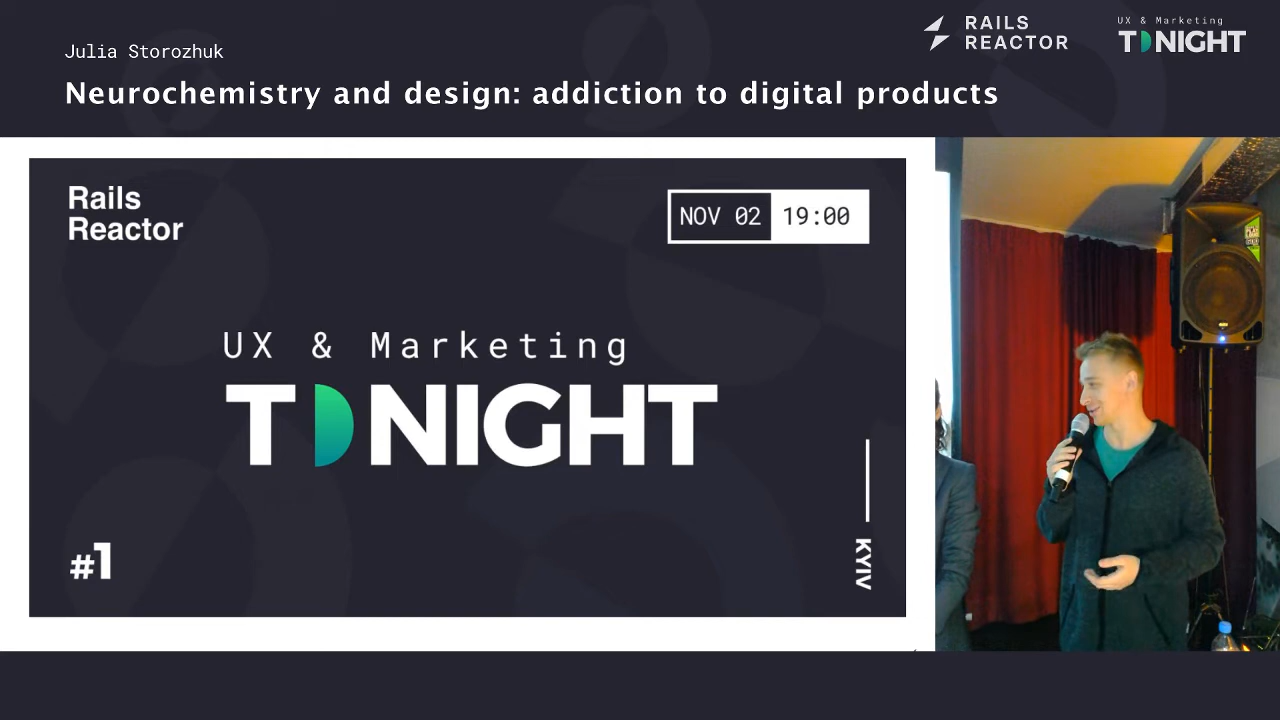 Julia Storozhuk
Neurochemistry and design: addiction to digital products
RAILS
REACTOR
UX & Marketing
TONIGHT
Rails
Reactor
NOV 02 19:00
UX & Marketing
TONIGHT
#1
KYIV